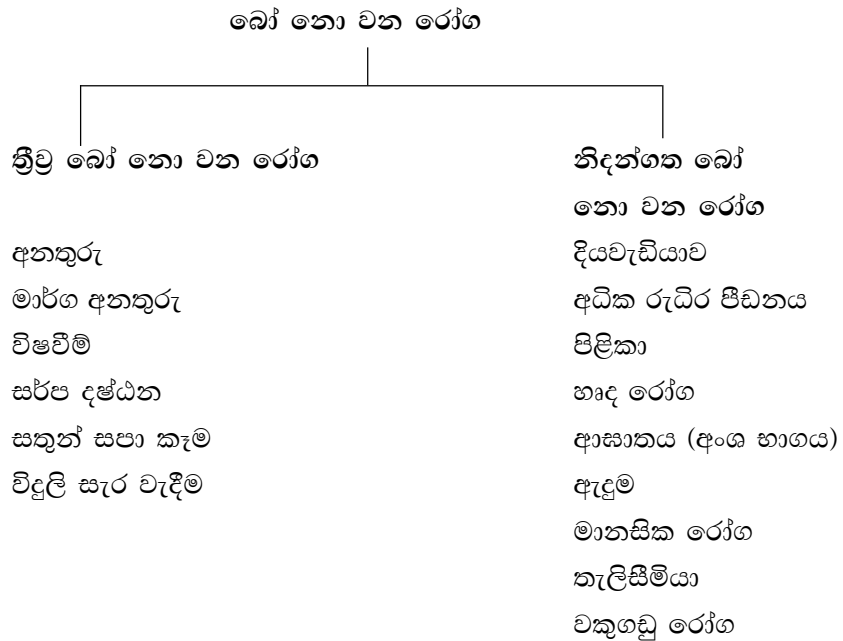 බෝ නො වන රෝග
ත්‍රීව්‍ර බෝ නො වන රෝග
අනතුරු
මාර්ග අනතුරු
විෂවීම්
සර්ප දෂ්ඨන
සතුන් සපා කෑම
විදුලි සැර වැදීම
නිදන්ගත බෝ
නො වන රෝග
දියවැඩියාව
අධික රුධිර පීඩනය
පිළිකා
හෘද රෝග
ආඝාතය (අංශ භාගය)
ඇදුම
මානසික රෝග
තැලිසීමියා
වකුගඩු රෝග